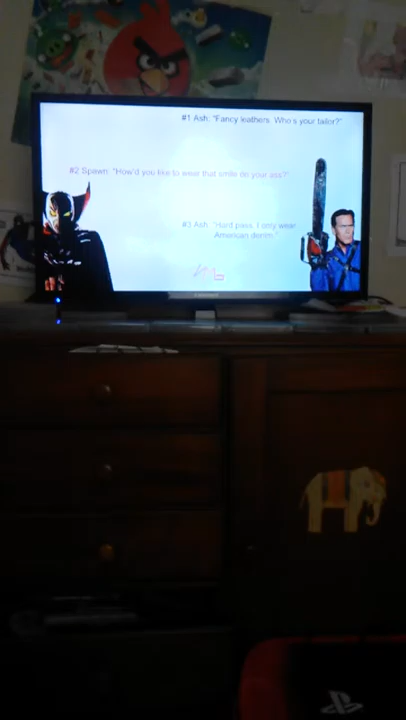 #1 Ash: "Fancy leathers. Who's your tailor?"
#2 Spawn: "How'd you like to wear that smile on your ass?"
#3 Ash: "Hard pass. I only wear
American denim."